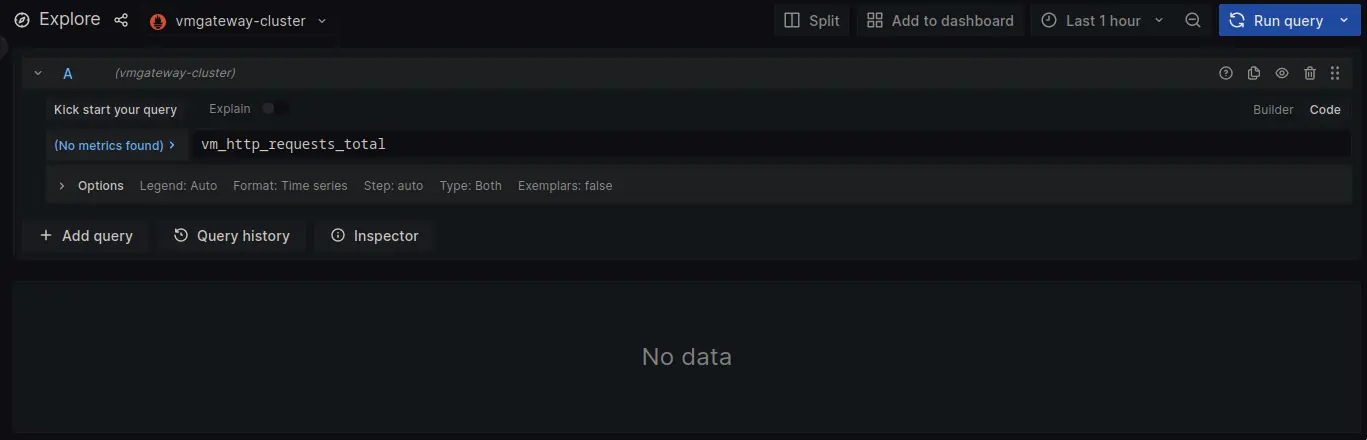 Explore vmgateway-cluster Split Add to dashboard Last 1 hour Run query
A (vmgateway-cluster)
Kick start your query Explain Builder Code
(No metrics found) > vm_http_requests_total
> Options Legend: Auto Format: Time series Step: auto Type: Both Exemplars: false
+ Add query Query history Inspector
No data